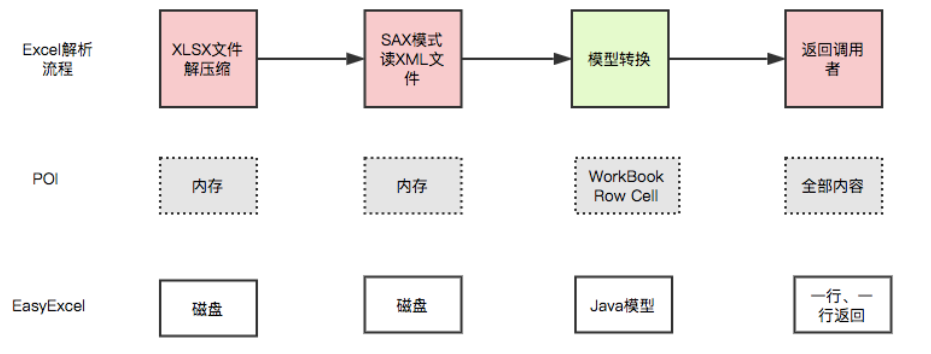 Excel解析
流程
XLSX文件
解压缩
SAX模式
读XML文
件
模型转换
返回调用
者
POI
内存
内存
WorkBook
Row Cell
全部内容
EasyExcel
磁盘
磁盘
Java模型
一行、一
行返回